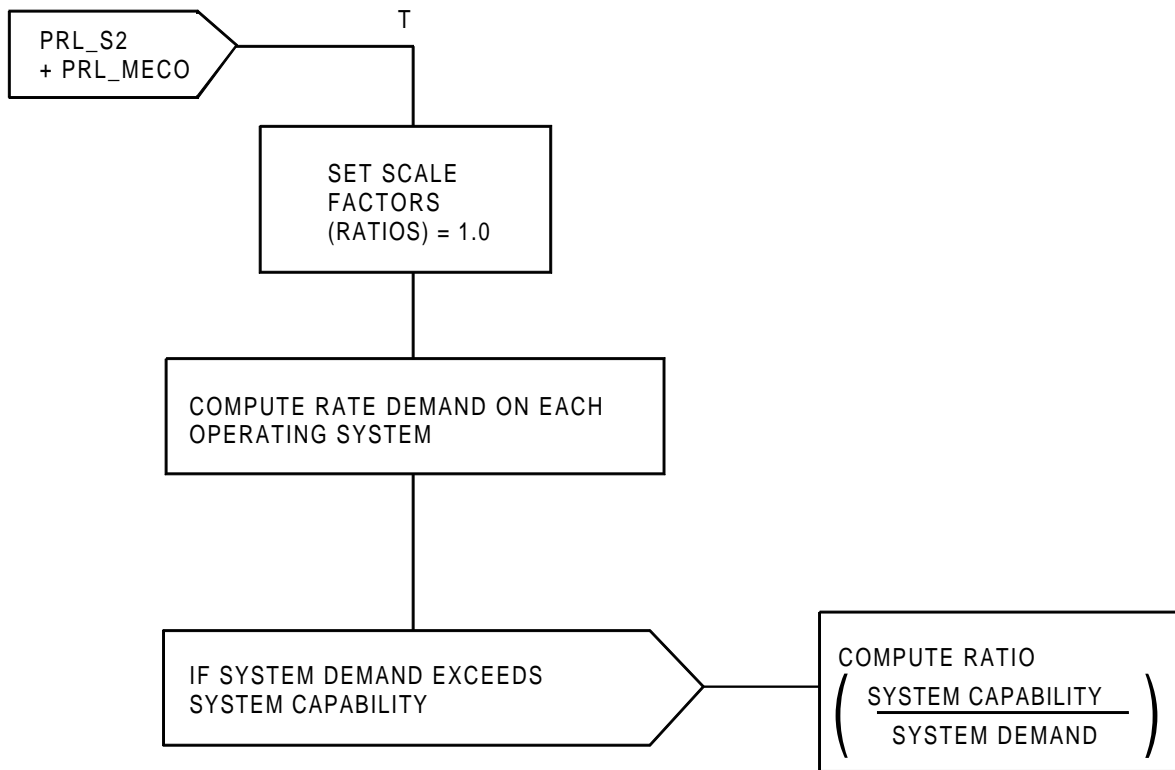 T
PRL_S2
+ PRL_MECO
SET SCALE
FACTORS
(RATIOS) = 1.0
COMPUTE RATE DEMAND ON EACH
OPERATING SYSTEM
IF SYSTEM DEMAND EXCEEDS
SYSTEM CAPABILITY
COMPUTE RATIO
( SYSTEM CAPABILITY
SYSTEM DEMAND )